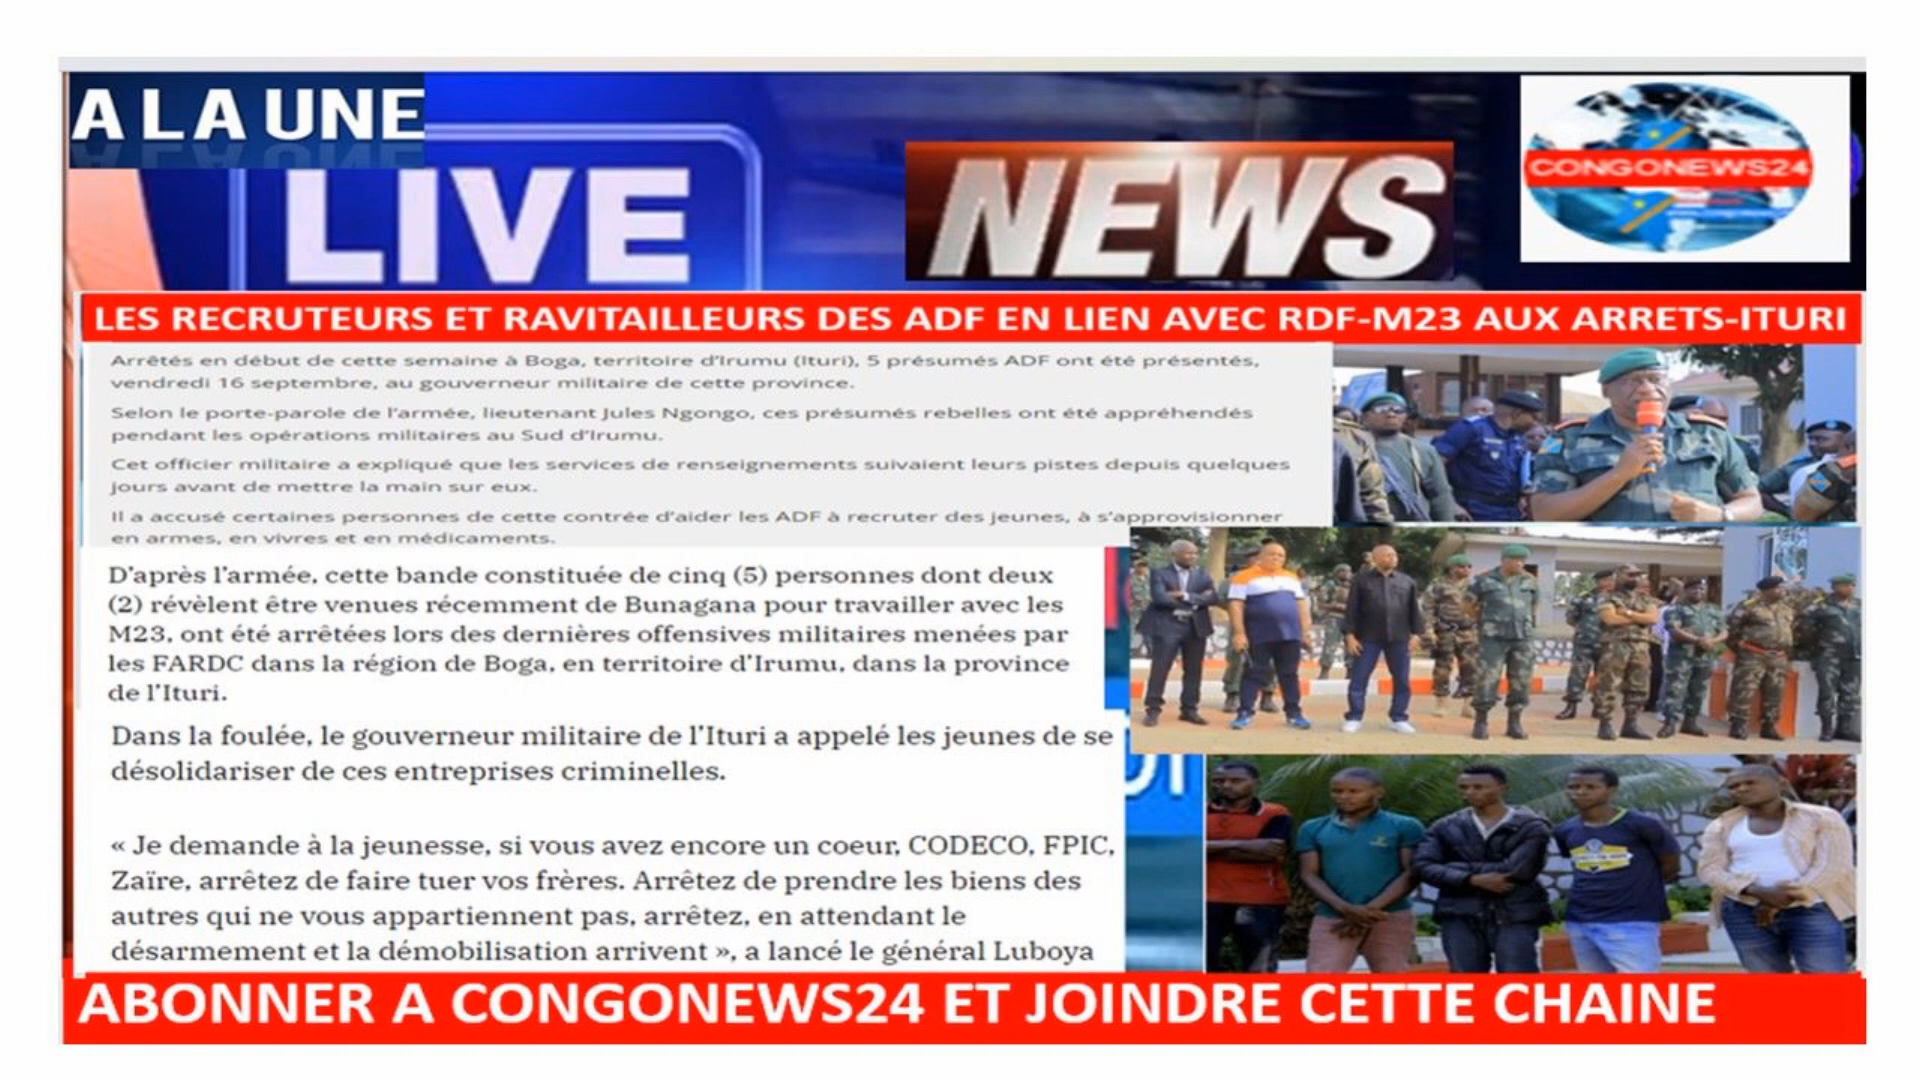 A LA UNE
LIVE
NEWS
CONGONEWS24
LES RECRUTEURS ET RAVITAILLEURS DES ADF EN LIEN AVEC RDF-M23 AUX ARRETS-ITURI
Arrêtés en début de cette semaine à Boga, territoire d'Irumu (Ituri), 5 présumés ADF ont été présentés,
vendredi 16 septembre, au gouverneur militaire de cette province.
Selon le porte-parole de l'armée, lieutenant Jules Ngongo, ces présumés rebelles ont été appréhendés
pendant les opérations militaires au Sud d'Irumu.
Cet officier militaire a expliqué que les services de renseignements suivaient leurs pistes depuis quelques
jours avant de mettre la main sur eux.
Il a accusé certaines personnes de cette contrée d'aider les ADF à recruter des jeunes, à s'approvisionner
en armes, en vivres et en médicaments.
D'après l'armée, cette bande constituée de cinq (5) personnes dont deux
(2) révèlent être venues récemment de Bunagana pour travailler avec les
M23, ont été arrêtées lors des dernières offensives militaires menées par
les FARDC dans la région de Boga, en territoire d'Irumu, dans la province
de l'Ituri.
Dans la foulée, le gouverneur militaire de l'Ituri a appelé les jeunes de se
désolidariser de ces entreprises criminelles.
« Je demande à la jeunesse, si vous avez encore un coeur, CODECO, FPIC,
Zaïre, arrêtez de faire tuer vos frères. Arrêtez de prendre les biens des
autres qui ne vous appartiennent pas, arrêtez, en attendant le
désarmement et la démobilisation arrivent », a lancé le général Luboya
ABONNER A CONGONEWS24 ET JOINDRE CETTE CHAINE